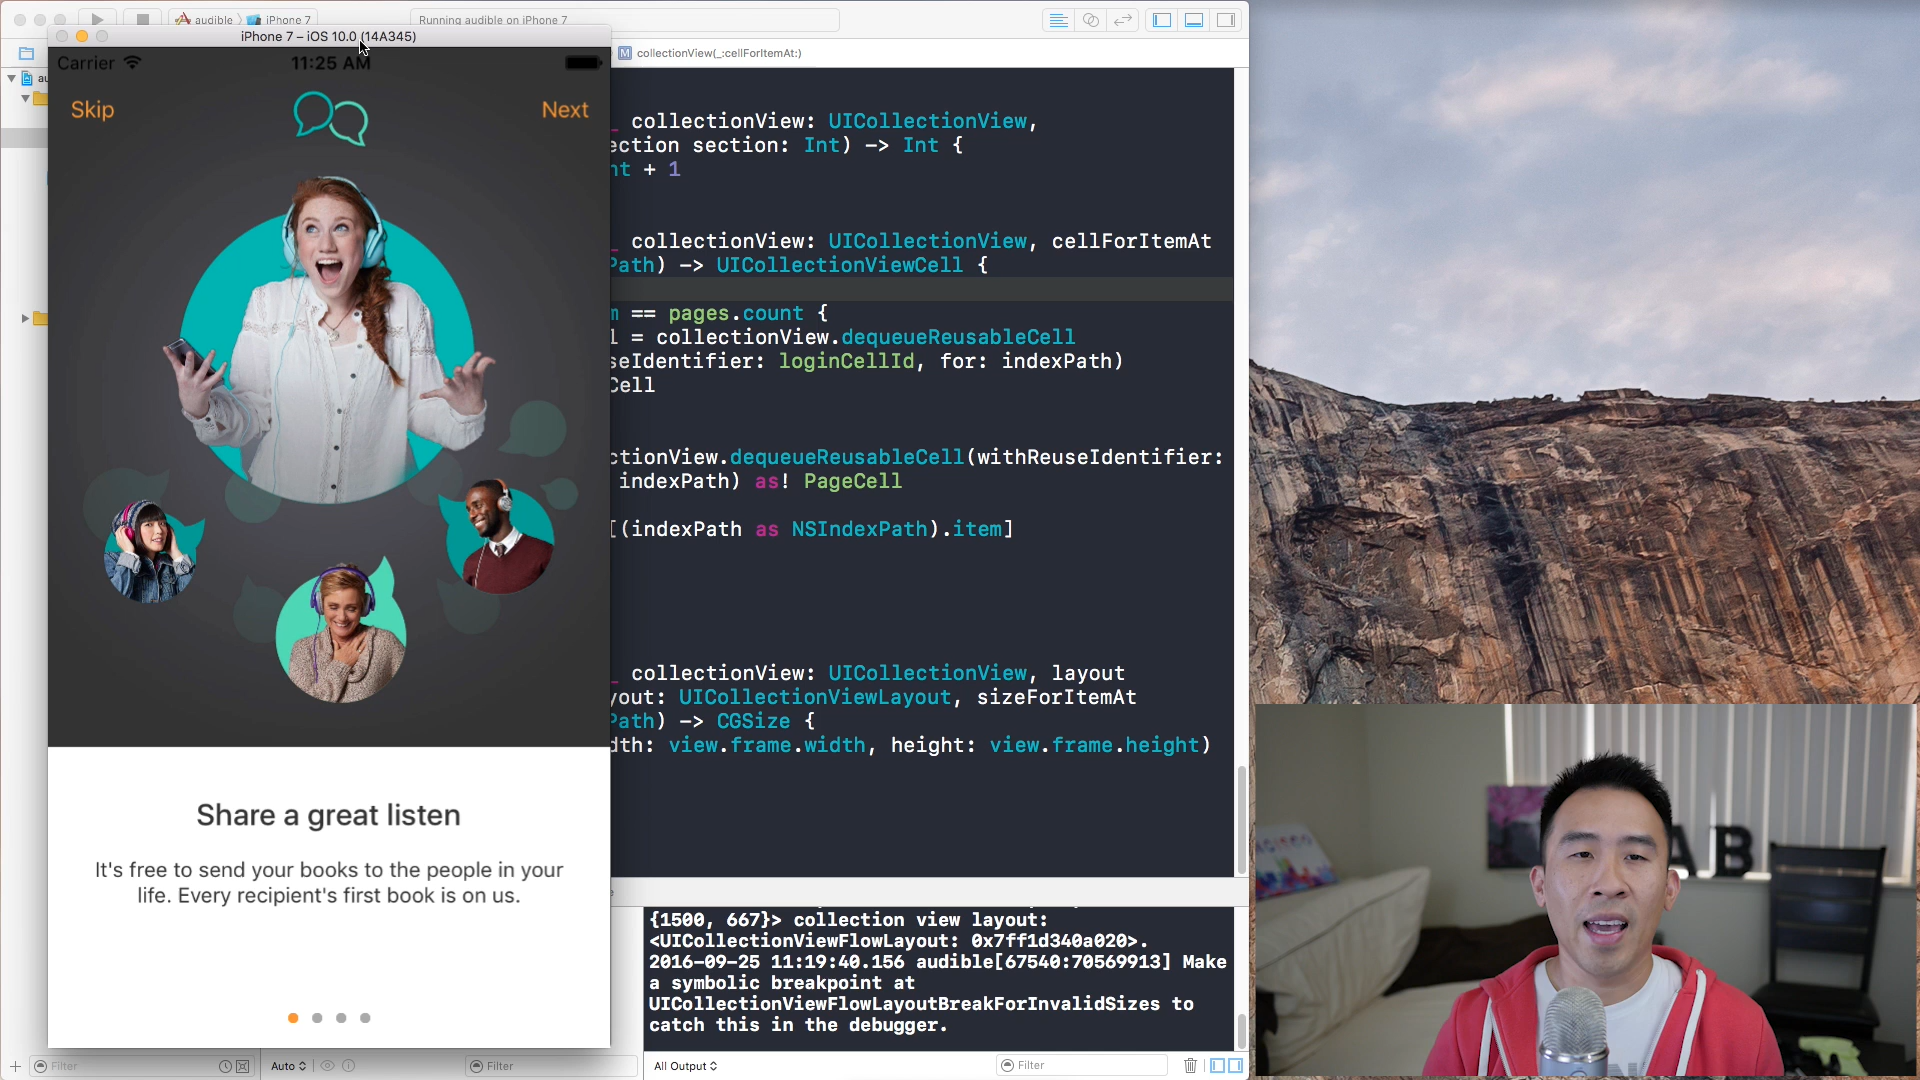 audible
iPhone 7
Running audible on iPhone 7
iPhone 7 – iOS 10.0 (14A345)
M collectionView(_:cellForItemAt:)
Carrier
11:25 AM
Skip
Next
Share a great listen
It's free to send your books to the people in your
life. Every recipient's first book is on us.
_ collectionView: UICollectionView,
ection section: Int) -> Int {
nt + 1
_ collectionView: UICollectionView, cellForItemAt
Path) -> UICollectionViewCell {
m == pages.count {
l = collectionView.dequeueReusableCell
seIdentifier: loginCellId, for: indexPath)
Cell
ctionView.dequeueReusableCell(withReuseIdentifier:
indexPath) as! PageCell
[(indexPath as NSIndexPath).item]
_ collectionView: UICollectionView, layout
yout: UICollectionViewLayout, sizeForItemAt
Path) -> CGSize {
dth: view.frame.width, height: view.frame.height)
{1500, 667}> collection view layout:
<UICollectionViewFlowLayout: 0x7ff1d340a020>.
2016-09-25 11:19:40.156 audible[67540:70569913] Make
a symbolic breakpoint at
UICollectionViewFlowLayoutBreakForInvalidSizes to
catch this in the debugger.
Filter
Auto
Filter
All Output
Filter
AB